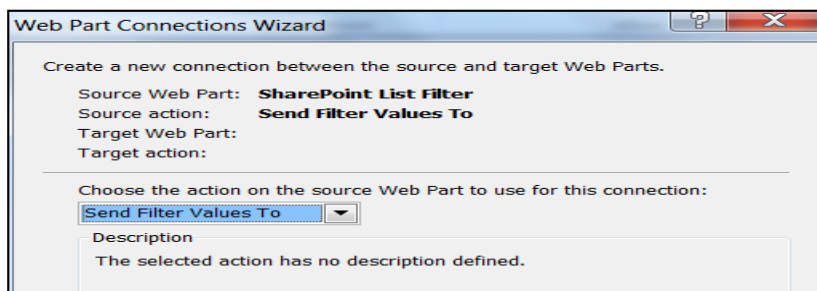 Web Part Connections Wizard
Create a new connection between the source and target Web Parts.
Source Web Part: SharePoint List Filter
Source action: Send Filter Values To
Target Web Part:
Target action:
Choose the action on the source Web Part to use for this connection:
Send Filter Values To
Description
The selected action has no description defined.